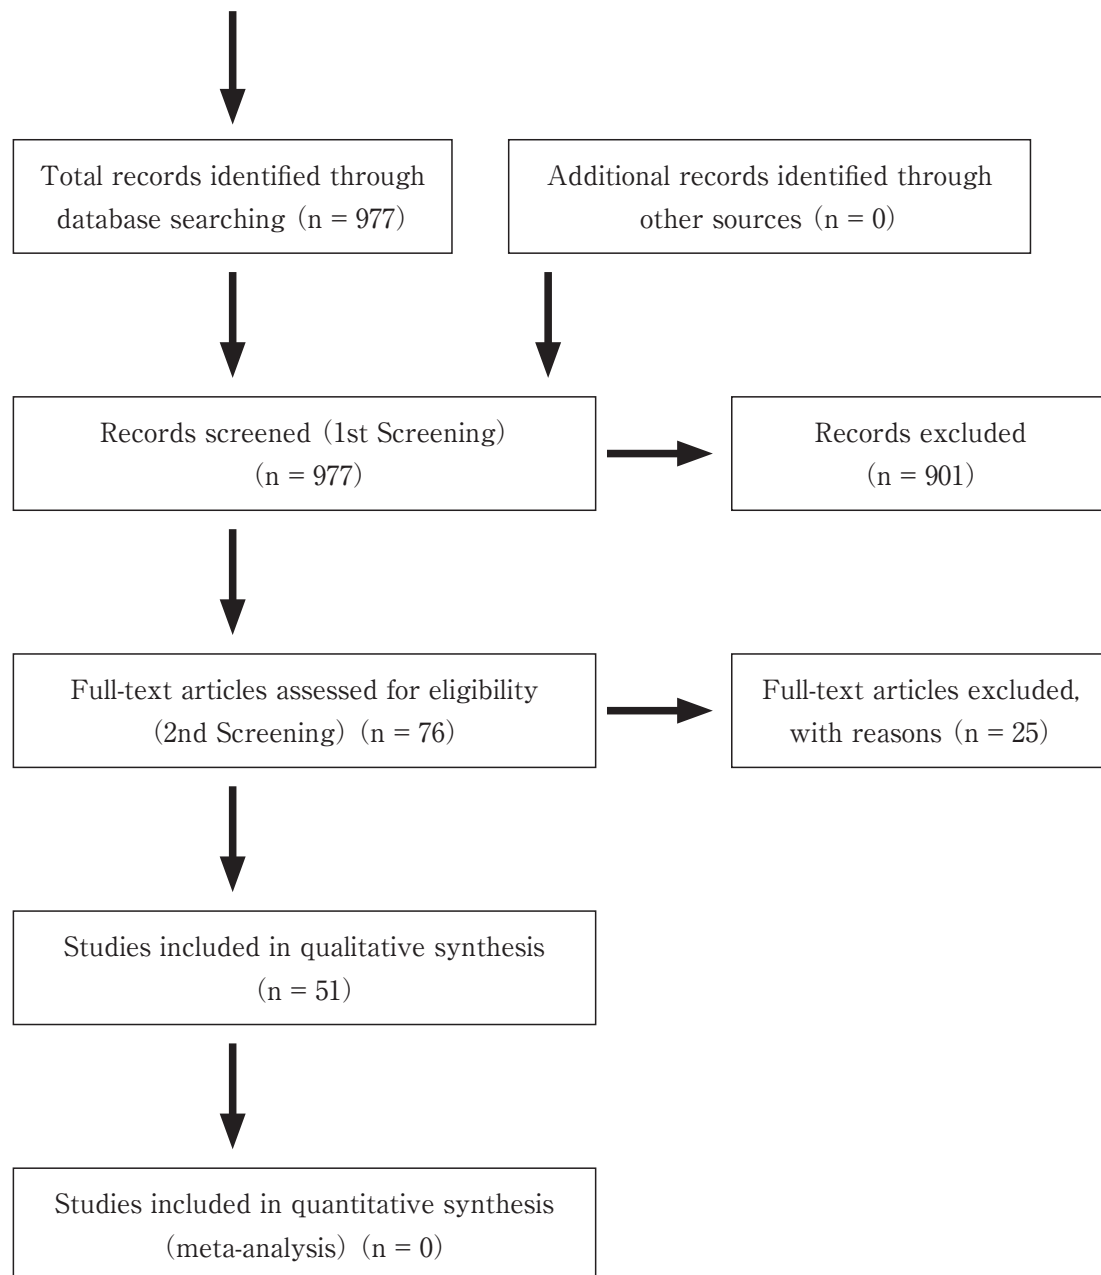 Total records identified through
database searching (n = 977)
Additional records identified through
other sources (n = 0)
Records screened (1st Screening)
(n = 977)
Records excluded
(n = 901)
Full-text articles assessed for eligibility
(2nd Screening) (n = 76)
Full-text articles excluded,
with reasons (n = 25)
Studies included in qualitative synthesis
(n = 51)
Studies included in quantitative synthesis
(meta-analysis) (n = 0)